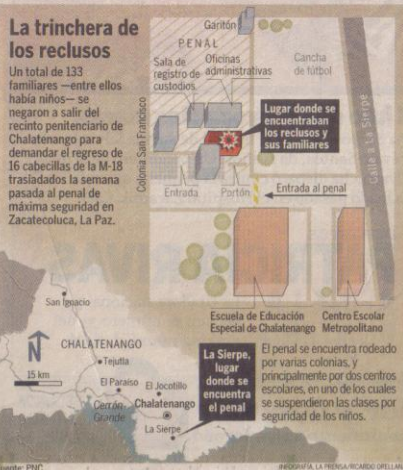 La trinchera de
los reclusos
Un total de 133
familiares —entre ellos
había niños— se
negaron a salir del
recinto penitenciario de
Chalatenango para
demandar el regreso de
16 cabecillas de la M-18
trasladados la semana
pasada al penal de
máxima seguridad en
Zacatecoluca, La Paz.
Garitón
PENAL
Sala de
registro de
custodios
Oficinas
administrativas
Cancha
de fútbol
Colonia San Francisco
Lugar donde se
encuentraban
los reclusos y
sus familiares
Calle a La Sierpe
Entrada
Portón
Entrada al penal
Escuela de Educación
Especial de Chalatenango
Centro Escolar
Metropolitano
San Ignacio
N
CHALATENANGO
15 km
Tejutla
El Paraíso
El Jocotillo
Cerrón
Grande
Chalatenango
La Sierpe
La Sierpe,
lugar
donde se
encuentra
el penal
El penal se encuentra rodeado
por varias colonias, y
principalmente por dos centros
escolares, en uno de los cuales
se suspendieron las clases por
seguridad de los niños.
Fuente: PNC
INFOGRAFÍA: LA PRENSA/RICARDO ORELLANA